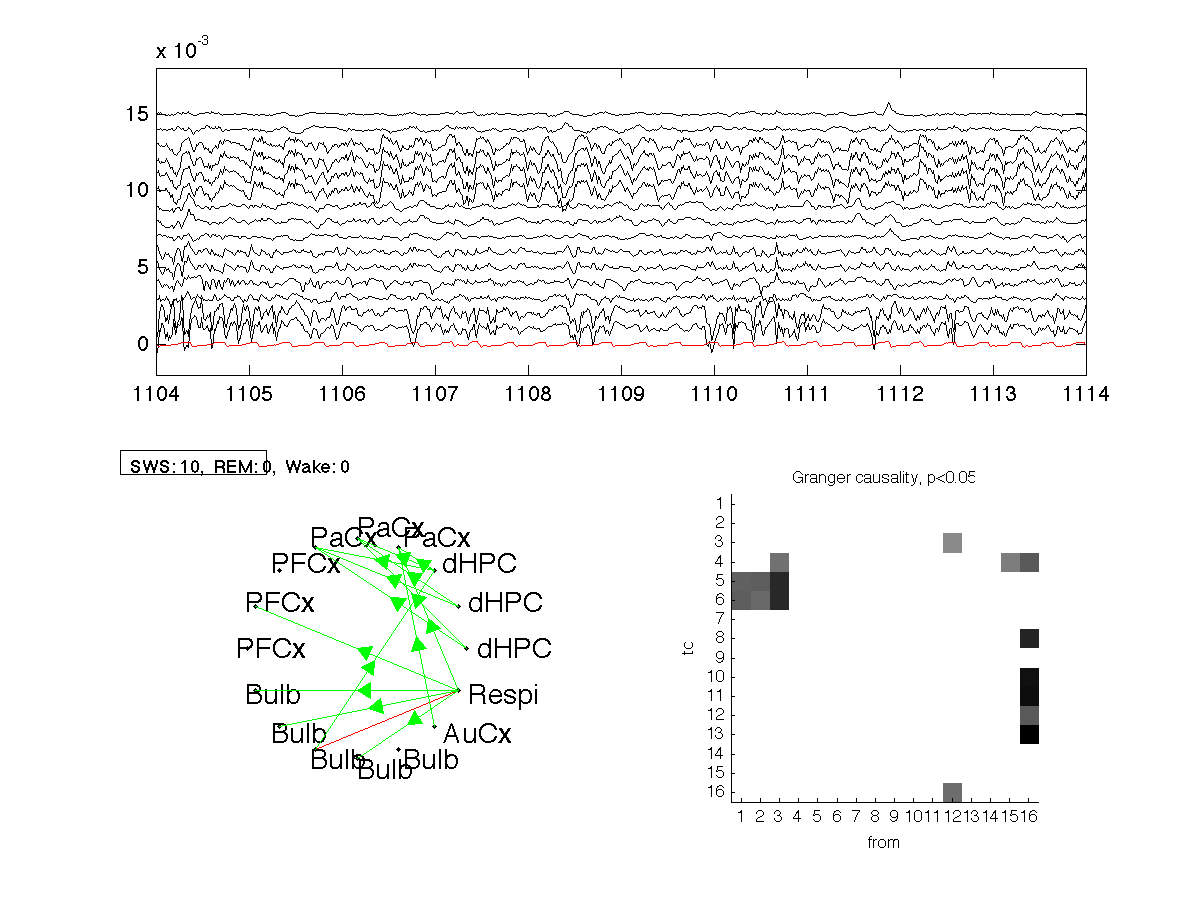 x 10-3
15
10
5
0
1104 1105 1106 1107 1108 1109 1110 1111 1112 1113 1114
SWS:10, REM:0, Wake:0
Granger causality, p<0.05
PaCx
PaCx PaCx
PFCx dHPC
PFCx dHPC
PFCx dHPC
Bulb Respi
Bulb AuCx
Bulb Bulb
Bulb
1
2
3
4
5
6
7
8
9
10
11
12
13
14
15
16
tc
1 2 3 4 5 6 7 8 9 10 11 12 13 14 15 16
from